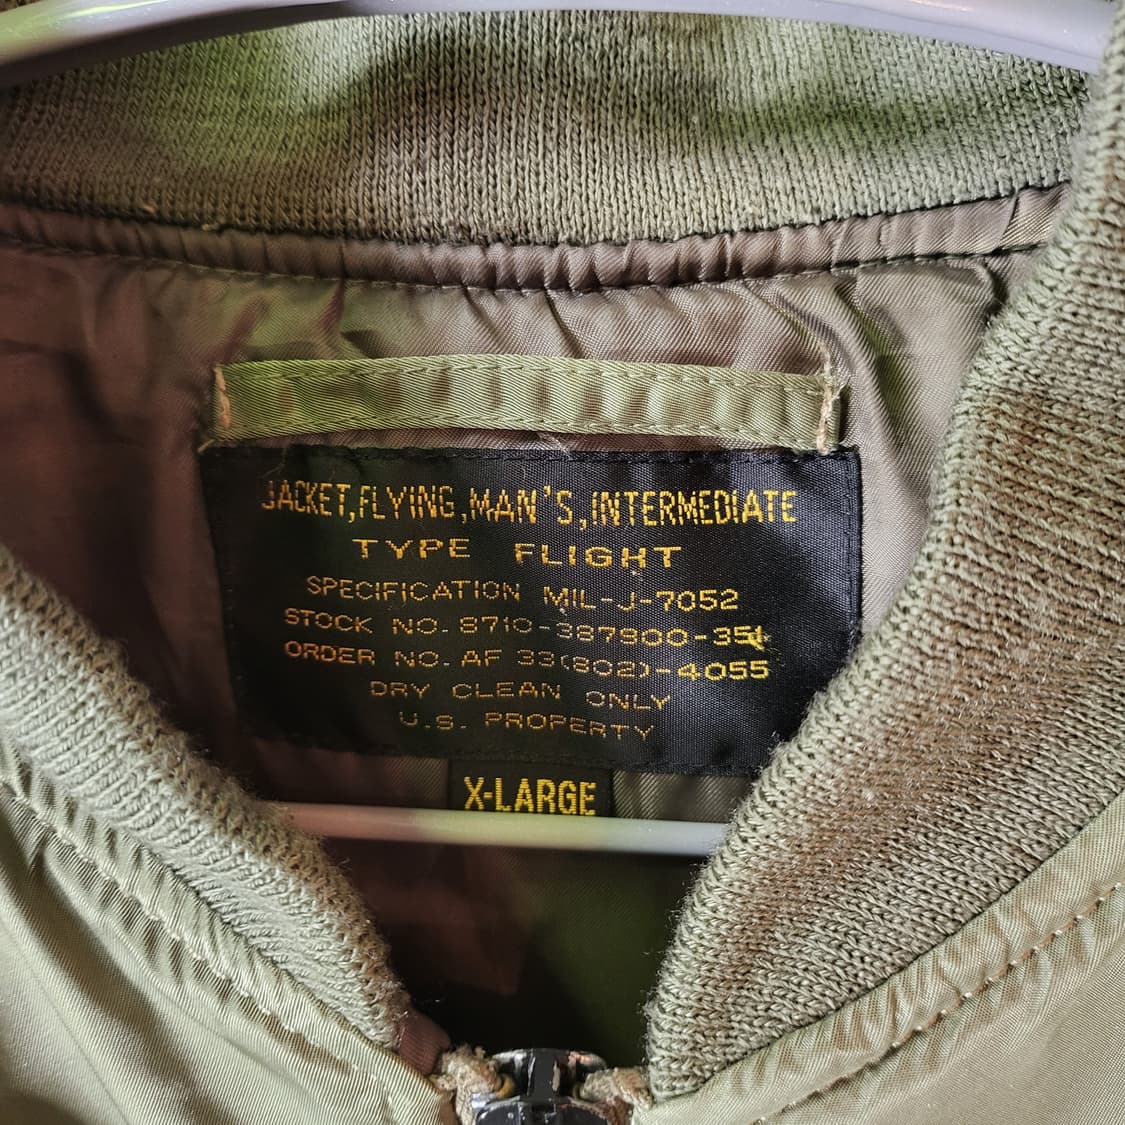 JACKET,FLYING,MAN'S,INTERMEDIATE
TYPE FLIGHT
SPECIFICATION MIL-J-7052
STOCK NO. 8710-387900-351
ORDER NO. AF 33(802)-4055
DRY CLEAN ONLY
U.S. PROPERTY
X-LARGE